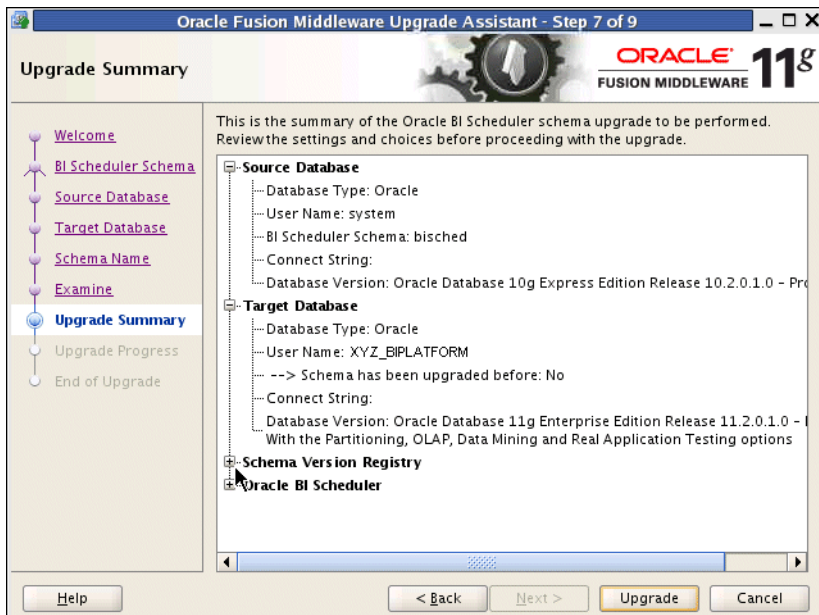 Oracle Fusion Middleware Upgrade Assistant - Step 7 of 9
Upgrade Summary
ORACLE
FUSION MIDDLEWARE 11g
Welcome
BI Scheduler Schema
Source Database
Target Database
Schema Name
Examine
Upgrade Summary
Upgrade Progress
End of Upgrade
This is the summary of the Oracle BI Scheduler schema upgrade to be performed.
Review the settings and choices before proceeding with the upgrade.
Source Database
Database Type: Oracle
User Name: system
BI Scheduler Schema: bisched
Connect String:
Database Version: Oracle Database 10g Express Edition Release 10.2.0.1.0 -
Target Database
Database Type: Oracle
User Name: XYZ_BIPLATFORM
--> Schema has been upgraded before: No
Connect String:
Database Version: Oracle Database 11g Enterprise Edition Release 11.2.0.1.0 -
With the Partitioning, OLAP, Data Mining and Real Application Testing options
Schema Version Registry
Oracle BI Scheduler
Help
< Back
Next >
Upgrade
Cancel